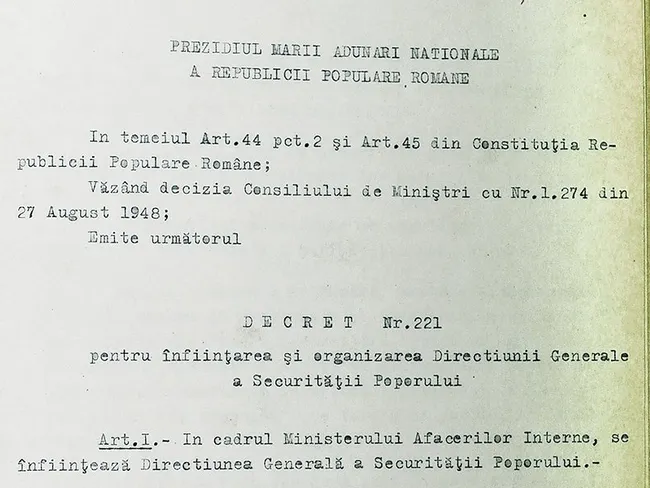 PREZIDIUL MARII ADUNARI NATIONALE
A REPUBLICII POPULARE ROMANE
In temeiul Art.44 pct.2 şi Art.45 din Constituţia Re-
publicii Populare Române;
Văzând decizia Consiliului de Miniştri cu Nr.1.274 din
27 August 1948;
Emite următorul
D E C R E T Nr.221
pentru înfiinţarea şi organizarea Directiunii Generale
a Securităţii Poporului
Art.I.- In cadrul Ministerului Afacerilor Interne, se
înfiinţează Directiunea Generală a Securităţii Poporului.-